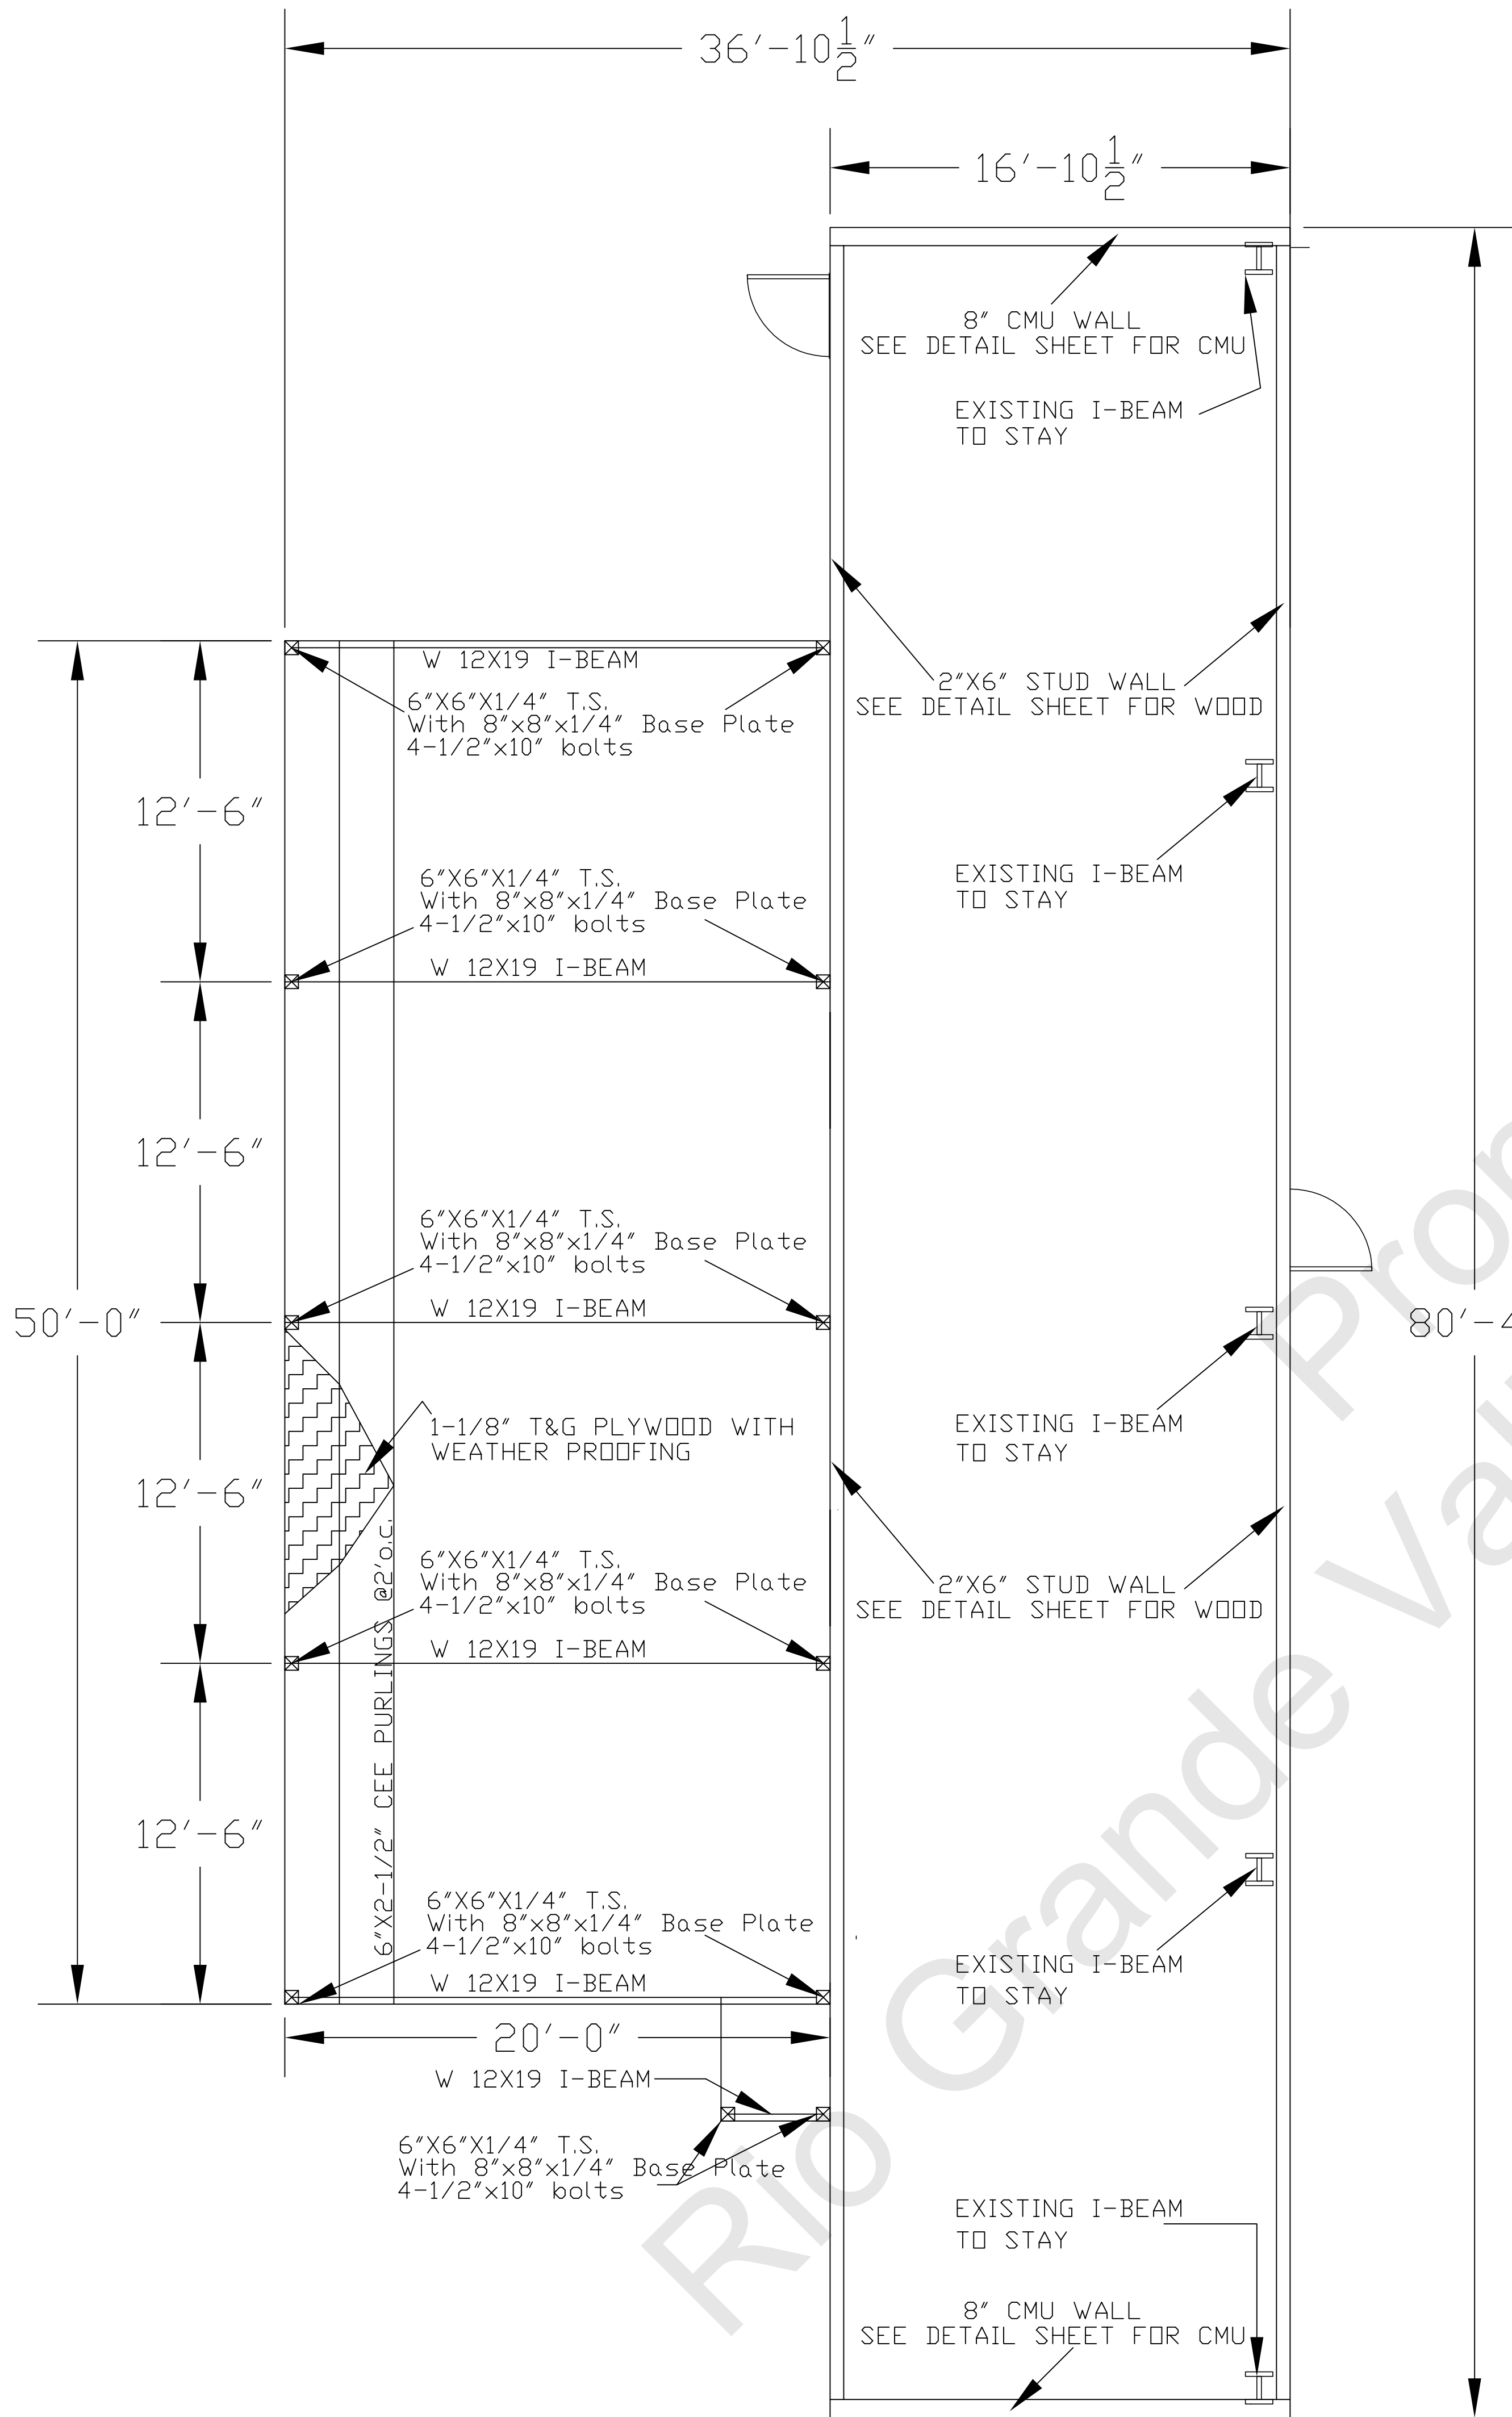 36'-10 1/2"
16'-10 1/2"
8" CMU WALL
SEE DETAIL SHEET FOR CMU
EXISTING I-BEAM
TO STAY
W 12X19 I-BEAM
6"X6"X1/4" T.S.
With 8"x8"x1/4" Base Plate
4-1/2"x10" bolts
2"X6" STUD WALL
SEE DETAIL SHEET FOR WOOD
12'-6"
EXISTING I-BEAM
TO STAY
6"X6"X1/4" T.S.
With 8"x8"x1/4" Base Plate
4-1/2"x10" bolts
W 12X19 I-BEAM
12'-6"
6"X6"X1/4" T.S.
With 8"x8"x1/4" Base Plate
4-1/2"x10" bolts
W 12X19 I-BEAM
50'-0"
80'-4
EXISTING I-BEAM
TO STAY
1-1/8" T&G PLYWOOD WITH
WEATHER PROOFING
12'-6"
6"X6"X1/4" T.S.
With 8"x8"x1/4" Base Plate
4-1/2"x10" bolts
W 12X19 I-BEAM
2"X6" STUD WALL
SEE DETAIL SHEET FOR WOOD
6"X2-1/2" CEE PURLINGS @2'o.c.
12'-6"
6"X6"X1/4" T.S.
With 8"x8"x1/4" Base Plate
4-1/2"x10" bolts
W 12X19 I-BEAM
EXISTING I-BEAM
TO STAY
20'-0"
W 12X19 I-BEAM
6"X6"X1/4" T.S.
With 8"x8"x1/4" Base Plate
4-1/2"x10" bolts
EXISTING I-BEAM
TO STAY
8" CMU WALL
SEE DETAIL SHEET FOR CMU
Rio Grande